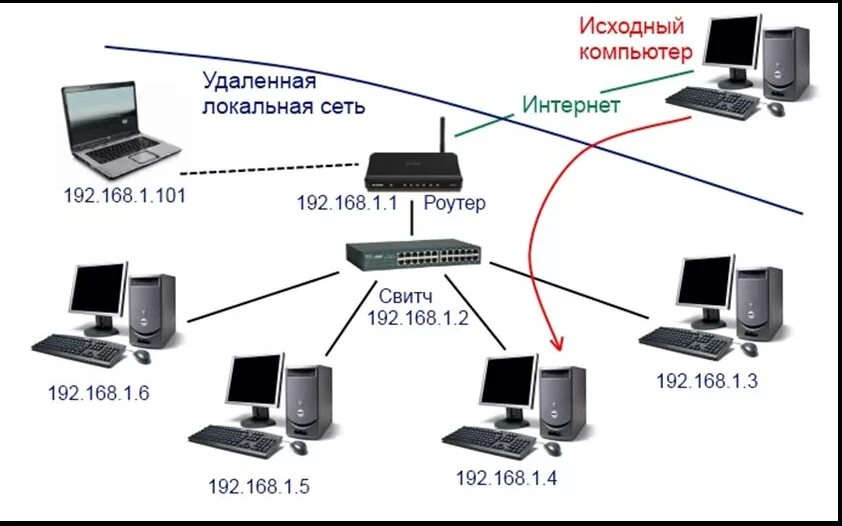 Исходный
компьютер
Удаленная
локальная сеть
Интернет
192.168.1.101
192.168.1.1 Роутер
Свитч
192.168.1.2
192.168.1.6
192.168.1.3
192.168.1.5
192.168.1.4